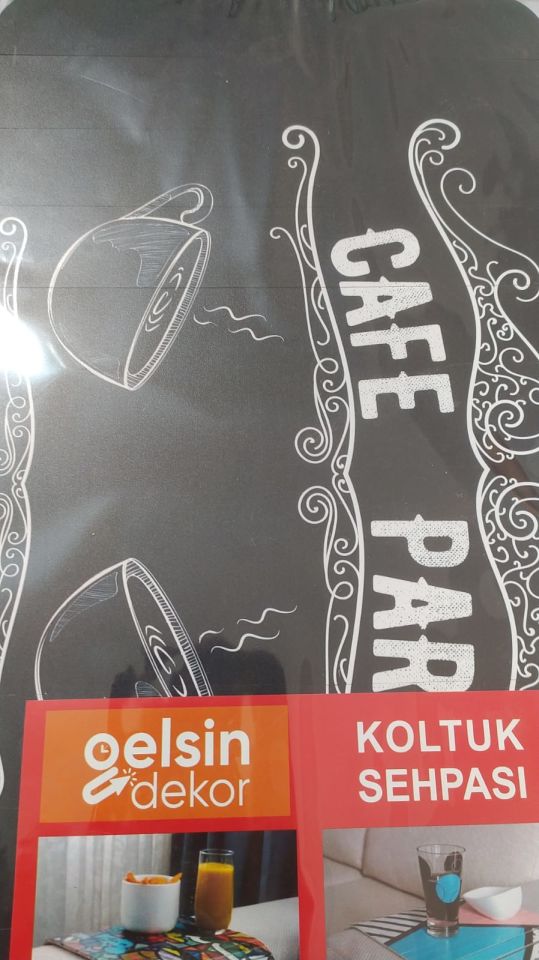 CAFE PAR
gelsin
dekor
KOLTUK
SEHPASI